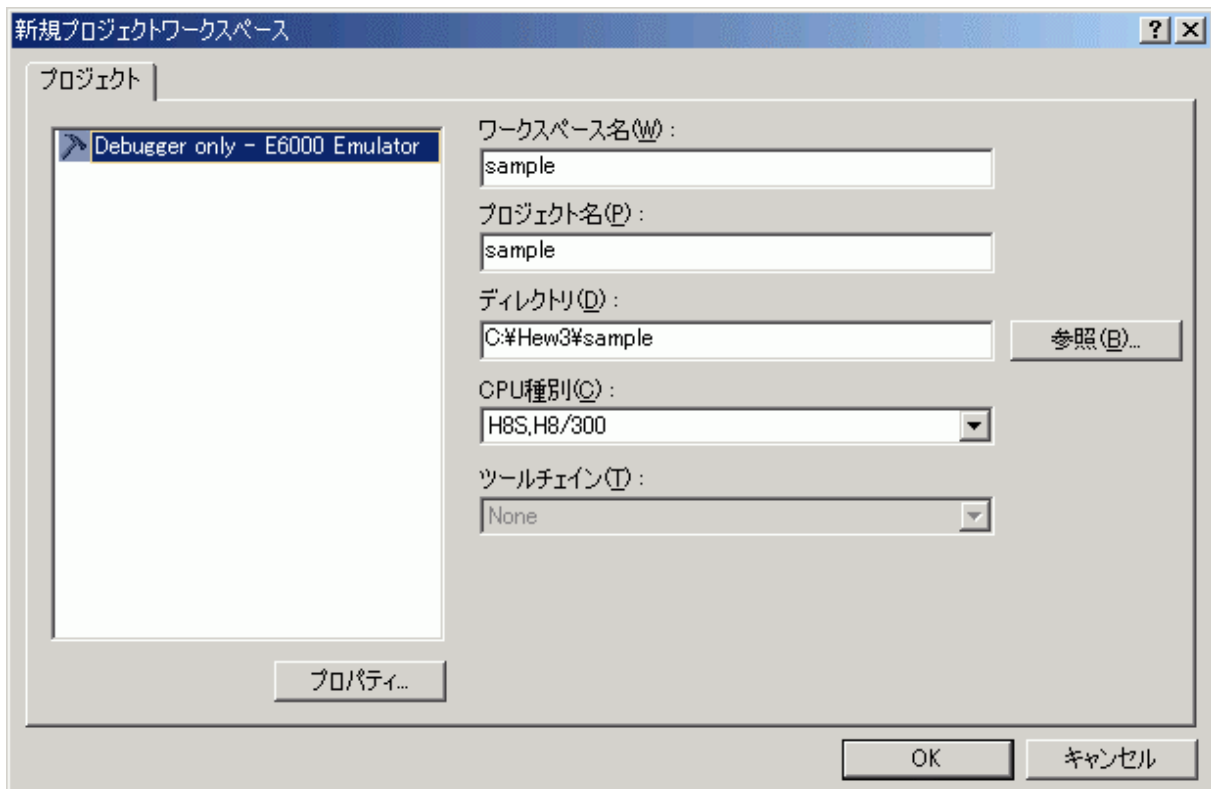 新規プロジェクトワークスペース
プロジェクト
Debugger only - E6000 Emulator
ワークスペース名(W) :
sample
プロジェクト名(P) :
sample
ディレクトリ(D) :
C:¥Hew3¥sample
参照(B)...
CPU種別(C) :
H8S,H8/300
ツールチェイン(T) :
None
プロパティ...
OK
キャンセル